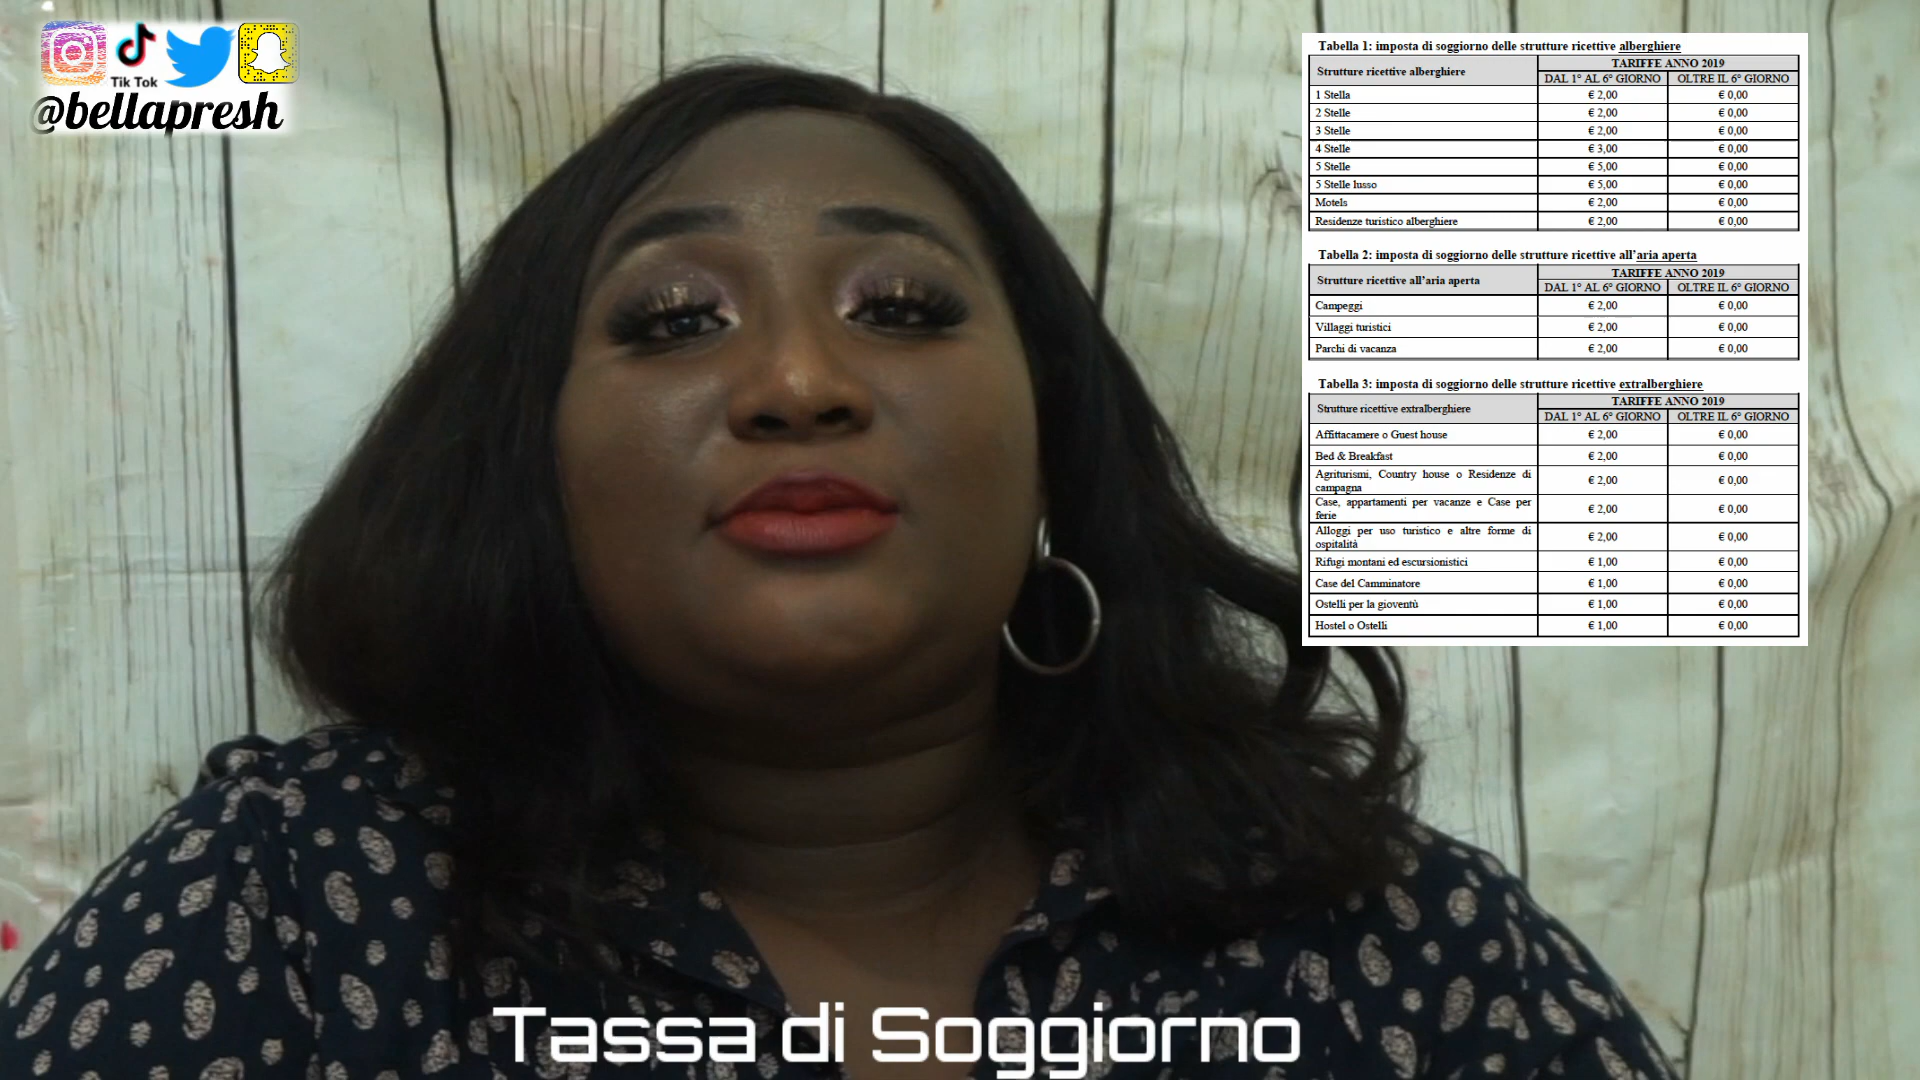 Tik Tok
@bellapresh
Tabella 1: imposta di soggiorno delle strutture ricettive alberghiere
Strutture ricettive alberghiere
TARIFFE ANNO 2019
DAL 1° AL 6° GIORNO OLTRE IL 6° GIORNO
1 Stella € 2,00 € 0,00
2 Stelle € 2,00 € 0,00
3 Stelle € 2,00 € 0,00
4 Stelle € 3,00 € 0,00
5 Stelle € 5,00 € 0,00
5 Stelle lusso € 5,00 € 0,00
Motels € 2,00 € 0,00
Residenze turistico alberghiere € 2,00 € 0,00
Tabella 2: imposta di soggiorno delle strutture ricettive all'aria aperta
Strutture ricettive all'aria aperta
TARIFFE ANNO 2019
DAL 1° AL 6° GIORNO OLTRE IL 6° GIORNO
Campeggi € 2,00 € 0,00
Villaggi turistici € 2,00 € 0,00
Parchi di vacanza € 2,00 € 0,00
Tabella 3: imposta di soggiorno delle strutture ricettive extralberghiere
Strutture ricettive extralberghiere
TARIFFE ANNO 2019
DAL 1° AL 6° GIORNO OLTRE IL 6° GIORNO
Affittacamere o Guest house € 2,00 € 0,00
Bed & Breakfast € 2,00 € 0,00
Agriturismi, Country house o Residenze di
campagna € 2,00 € 0,00
Case, appartamenti per vacanze e Case per
ferie € 2,00 € 0,00
Alloggi per uso turistico e altre forme di
ospitalità € 2,00 € 0,00
Rifugi montani ed escursionistici € 1,00 € 0,00
Case del Camminatore € 1,00 € 0,00
Ostelli per la gioventù € 1,00 € 0,00
Hostel o Ostelli € 1,00 € 0,00
Tassa di Soggiorno